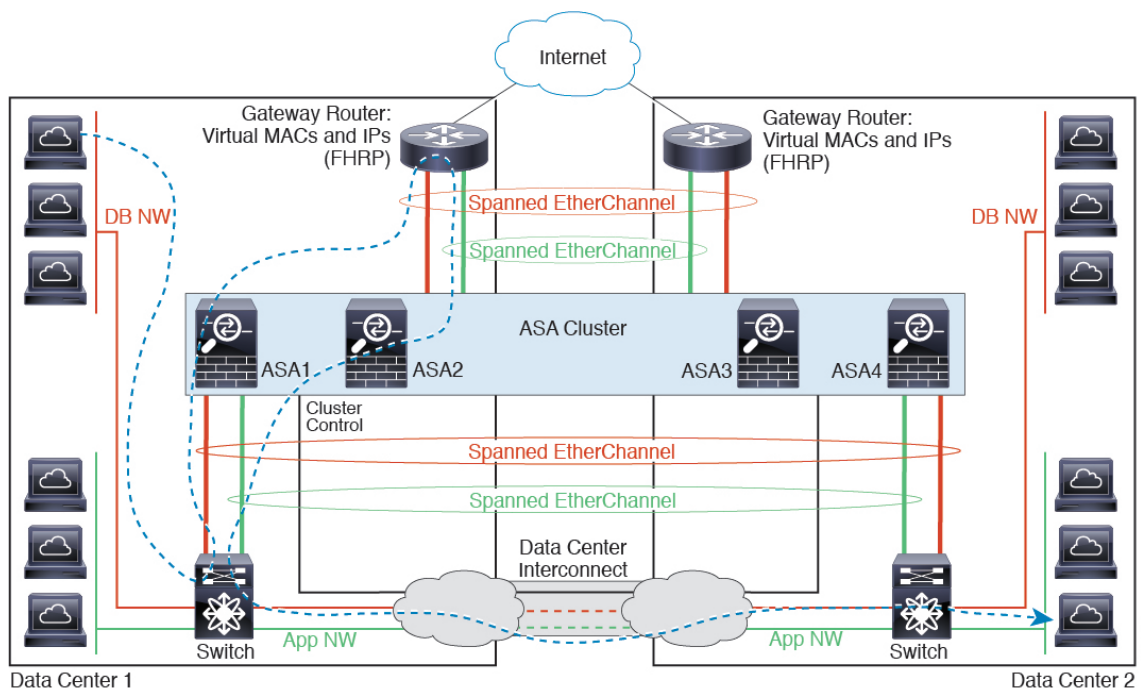 Internet
Gateway Router:
Virtual MACs and IPs
(FHRP)
Gateway Router:
Virtual MACs and IPs
(FHRP)
DB NW
Spanned EtherChannel
DB NW
Spanned EtherChannel
ASA Cluster
ASA1
ASA2
ASA3
ASA4
Cluster
Control
Spanned EtherChannel
Spanned EtherChannel
Data Center
Interconnect
App NW
App NW
Switch
Switch
Data Center 1
Data Center 2